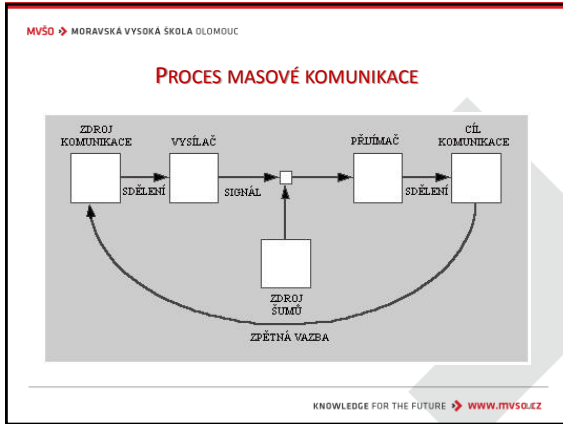 MVŠO MORAVSKÁ VYSOKÁ ŠKOLA OLOMOUC
PROCES MASOVÉ KOMUNIKACE
ZDROJ
KOMUNIKACE
VYSÍLAČ
PŘIJÍMAČ
CÍL
KOMUNIKACE
SDĚLENÍ
SIGNÁL
SDĚLENÍ
ZDROJ
ŠUMŮ
ZPĚTNÁ VAZBA
KNOWLEDGE FOR THE FUTURE www.mvso.cz